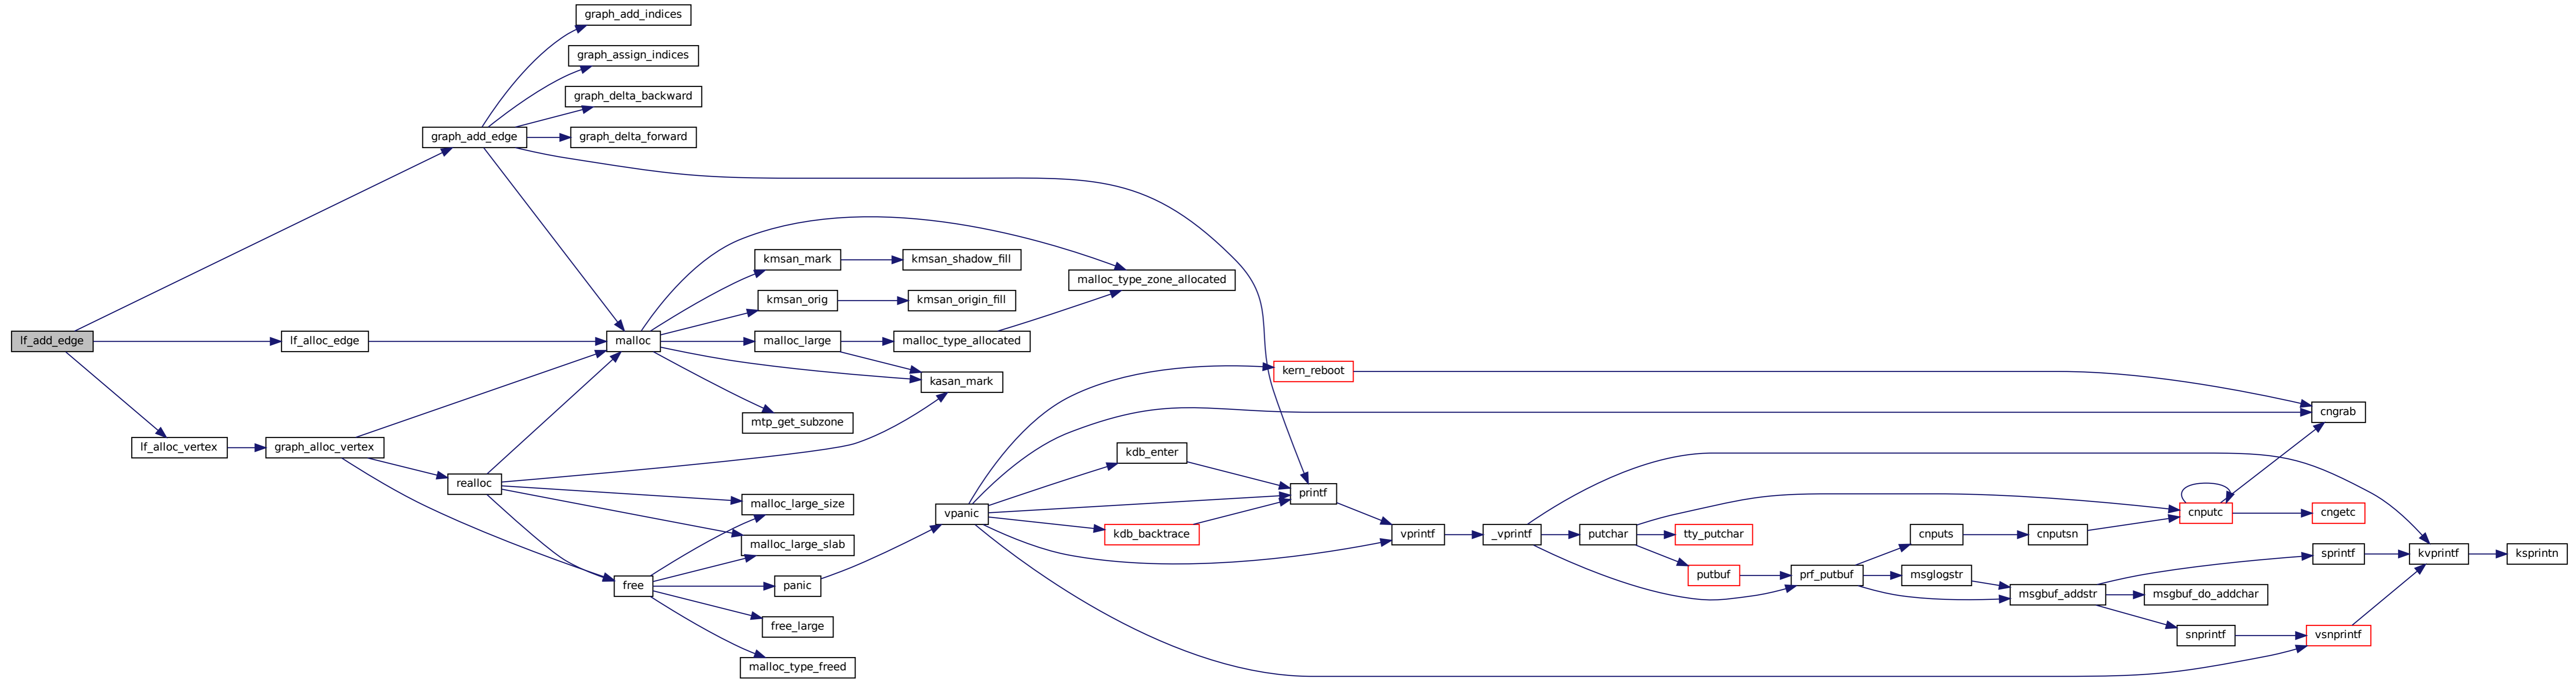 graph_add_indices
graph_assign_indices
graph_delta_backward
graph_add_edge
graph_delta_forward
kmsan_mark
kmsan_shadow_fill
malloc_type_zone_allocated
kmsan_orig
kmsan_origin_fill
lf_add_edge
lf_alloc_edge
malloc
malloc_large
malloc_type_allocated
kern_reboot
kasan_mark
cngrab
mtp_get_subzone
lf_alloc_vertex
graph_alloc_vertex
kdb_enter
realloc
printf
malloc_large_size
vpanic
cnputc
cngetc
kdb_backtrace
vprintf
_vprintf
putchar
tty_putchar
cnputs
cnputsn
malloc_large_slab
kvprintf
ksprintn
sprintf
putbuf
prf_putbuf
msglogstr
free
panic
msgbuf_addstr
msgbuf_do_addchar
free_large
snprintf
vsnprintf
malloc_type_freed